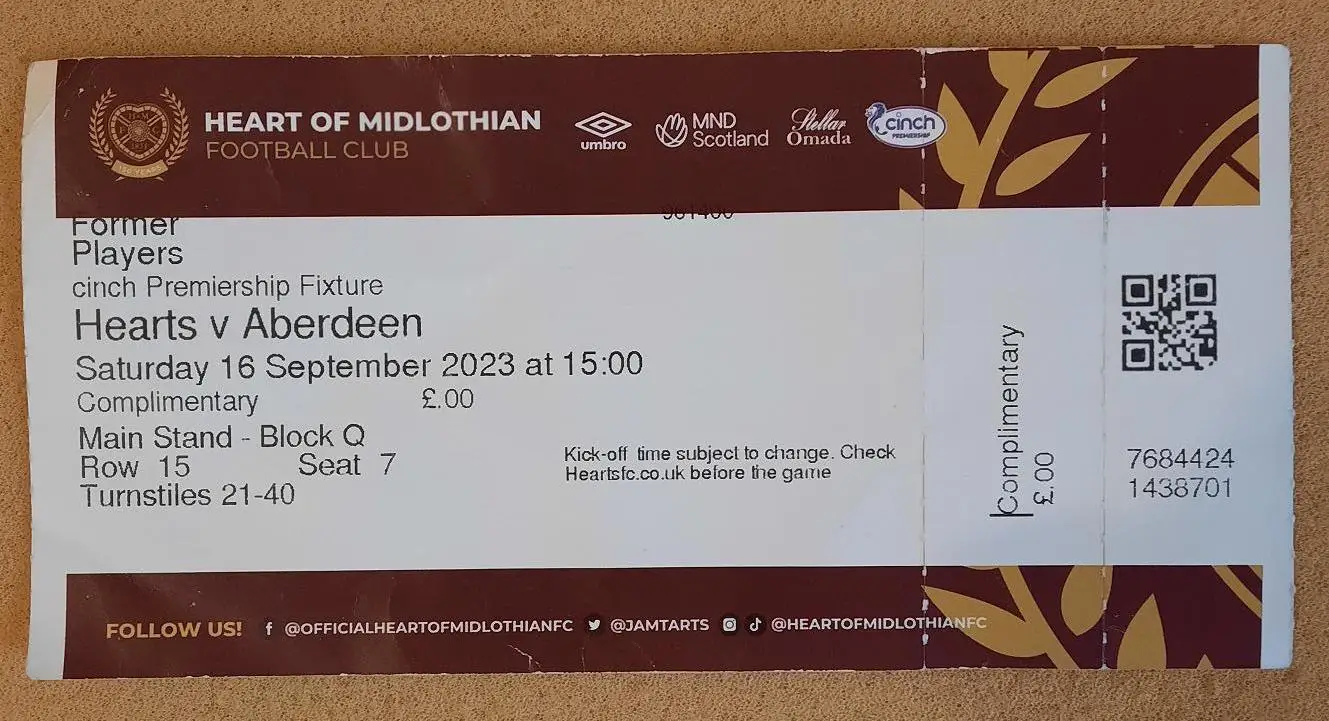 HEART OF MIDLOTHIAN
FOOTBALL CLUB
150 YEARS
umbro
MND
Scotland
Stellar
Omada
cinch
PREMIERSHIP
Former
Players
cinch Premiership Fixture
Hearts v Aberdeen
Saturday 16 September 2023 at 15:00
Complimentary £.00
Main Stand - Block Q
Row 15 Seat 7
Turnstiles 21-40
Kick-off time subject to change. Check
Heartsfc.co.uk before the game
Complimentary
£.00
7684424
1438701
FOLLOW US! f @OFFICIALHEARTOFMIDLOTHIANFC @JAMTARTS @HEARTOFMIDLOTHIANFC